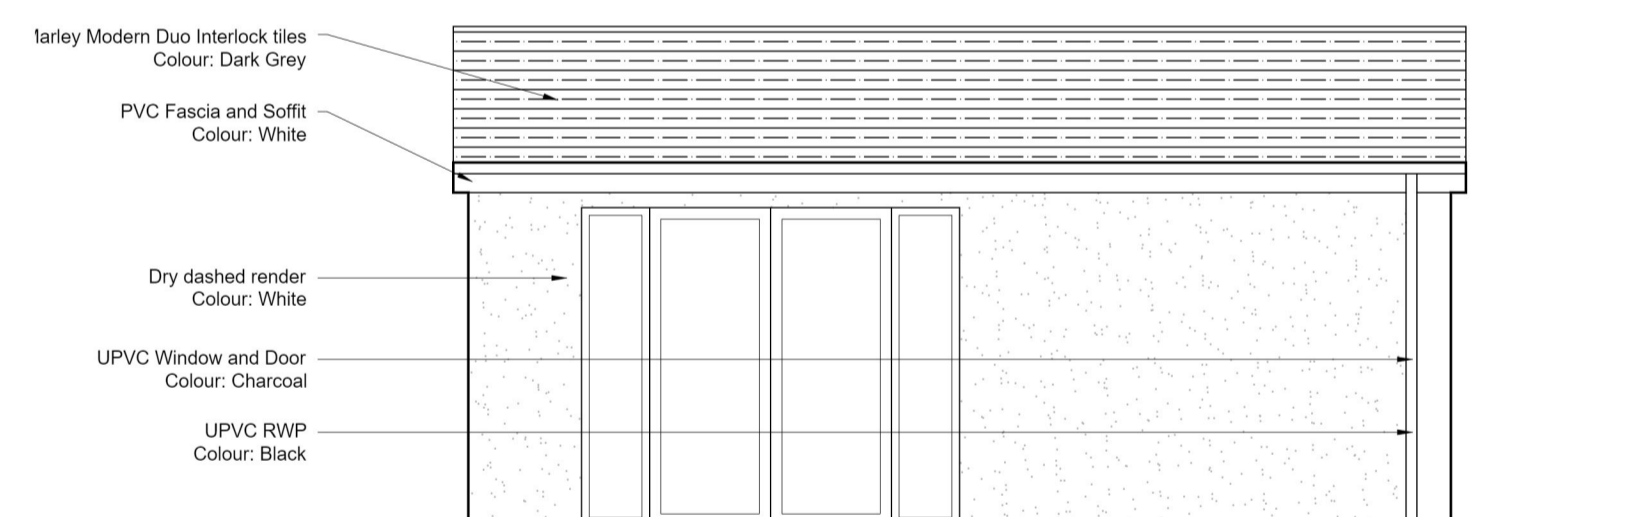 Marley Modern Duo Interlock tiles
Colour: Dark Grey
PVC Fascia and Soffit
Colour: White
Dry dashed render
Colour: White
UPVC Window and Door
Colour: Charcoal
UPVC RWP
Colour: Black